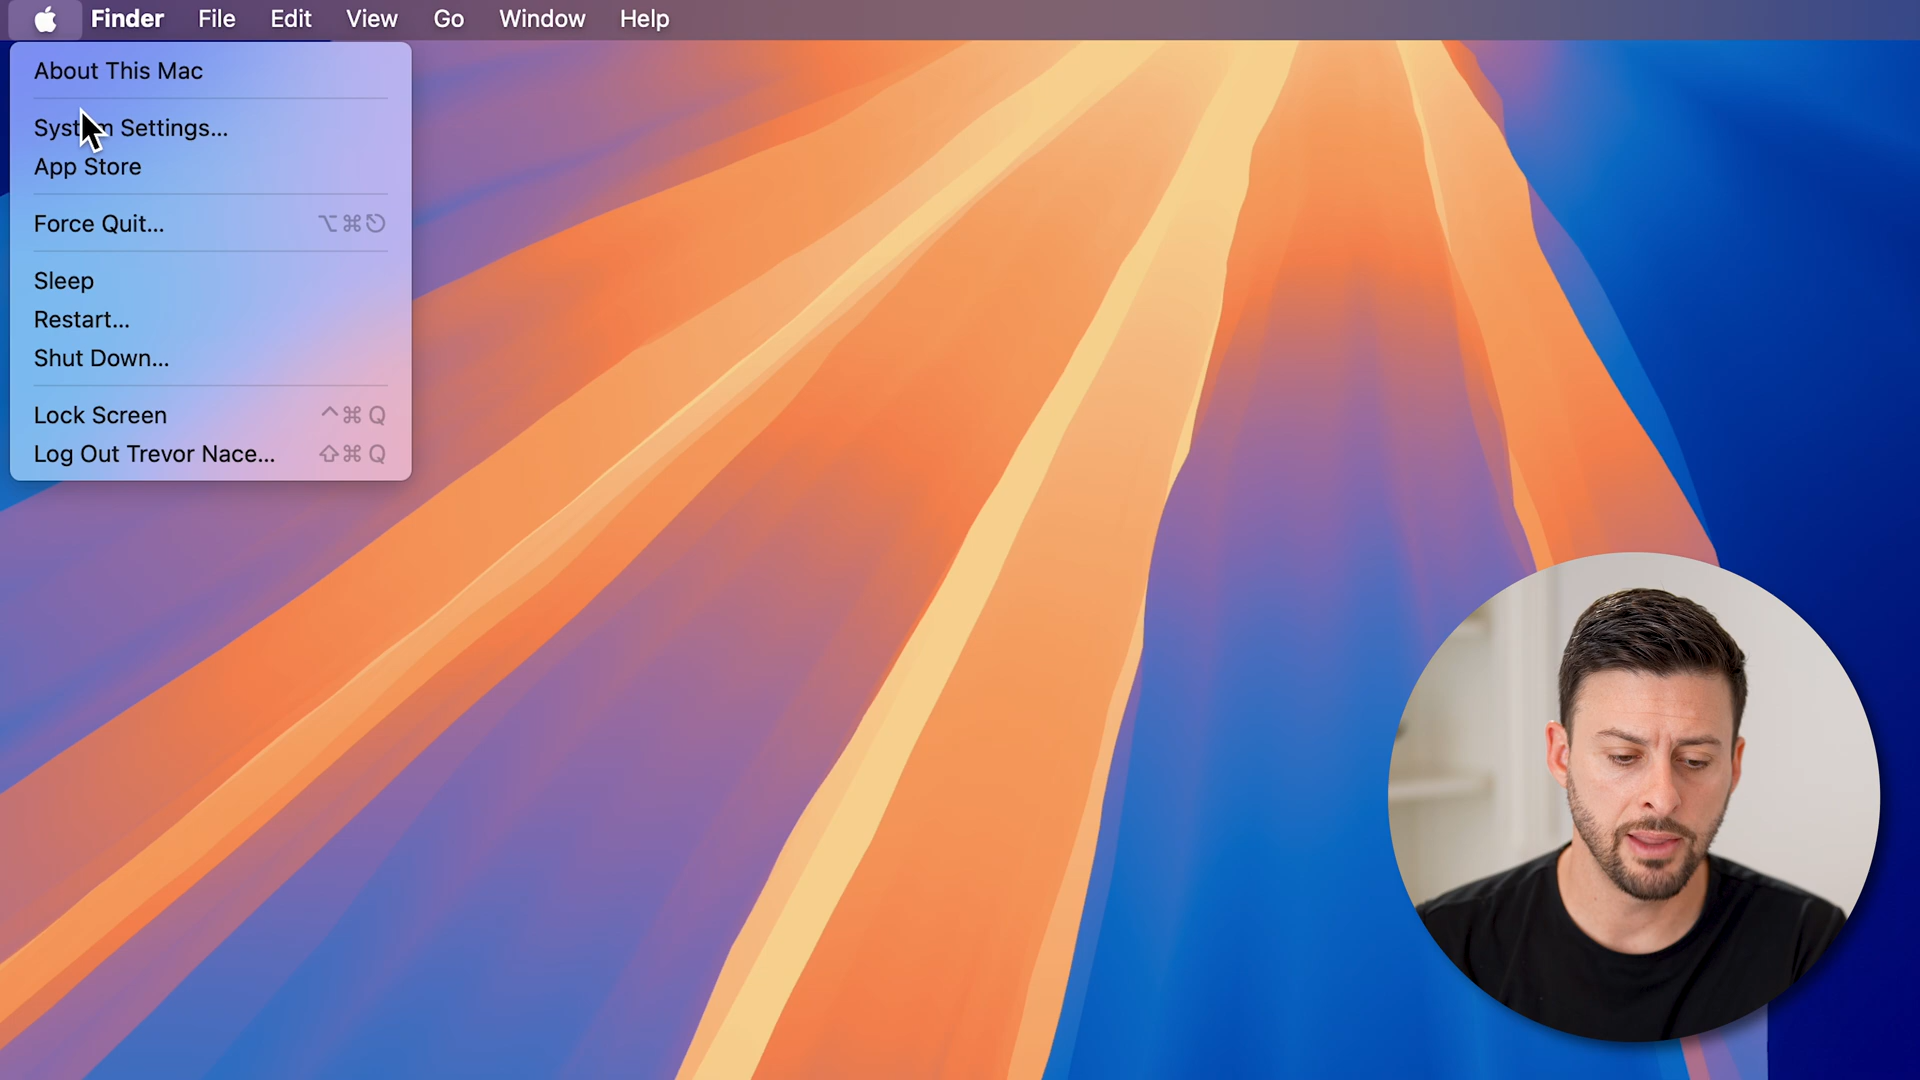 Finder File Edit View Go Window Help
About This Mac
System Settings...
App Store
Force Quit... ⌥⌘⎋
Sleep
Restart...
Shut Down...
Lock Screen ^⌘Q
Log Out Trevor Nace... ⇧⌘Q